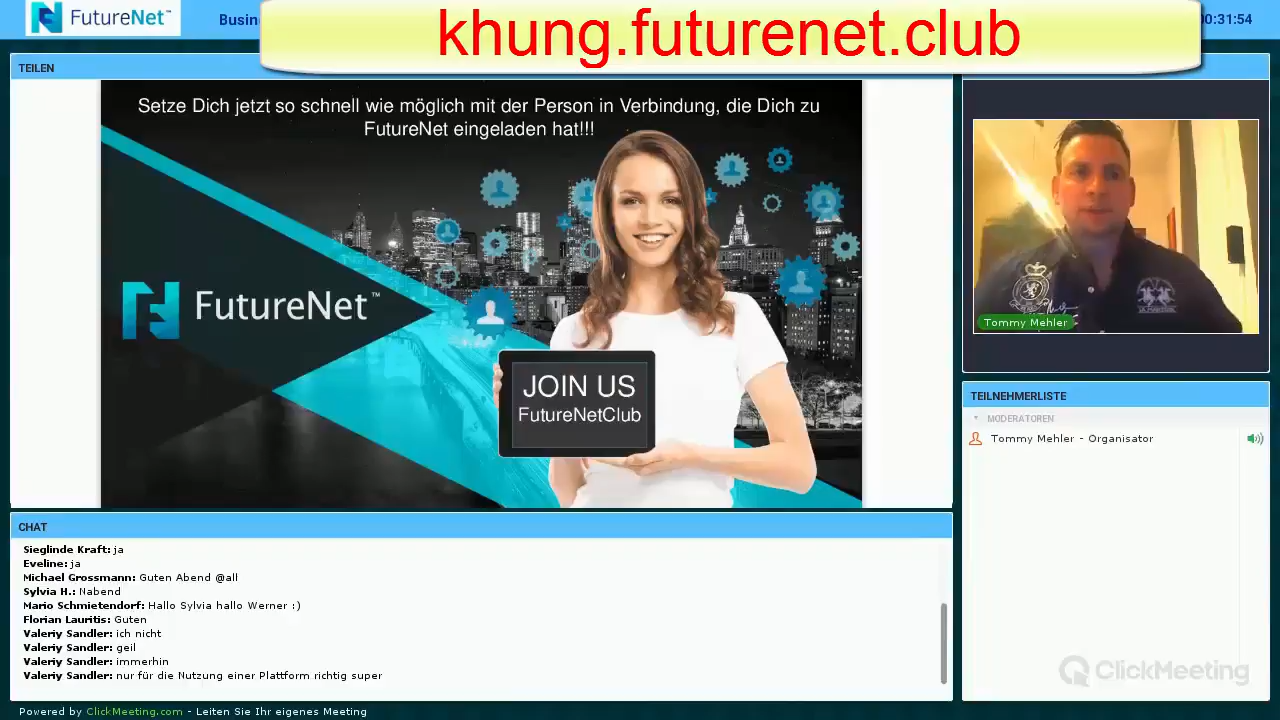 FutureNet™
Busin
khung.futurenet.club
00:31:54
TEILEN
Setze Dich jetzt so schnell wie möglich mit der Person in Verbindung, die Dich zu
FutureNet eingeladen hat!!!
FutureNet™
JOIN US
FutureNetClub
Tommy Mehler
TEILNEHMERLISTE
MODERATOREN
Tommy Mehler - Organisator
CHAT
Sieglinde Kraft: ja
Eveline: ja
Michael Grossmann: Guten Abend @all
Sylvia H.: Nabend
Mario Schmietendorf: Hallo Sylvia hallo Werner :)
Florian Lauritis: Guten
Valeriy Sandler: ich nicht
Valeriy Sandler: geil
Valeriy Sandler: immerhin
Valeriy Sandler: nur für die Nutzung einer Plattform richtig super
ClickMeeting
Powered by ClickMeeting.com - Leiten Sie Ihr eigenes Meeting